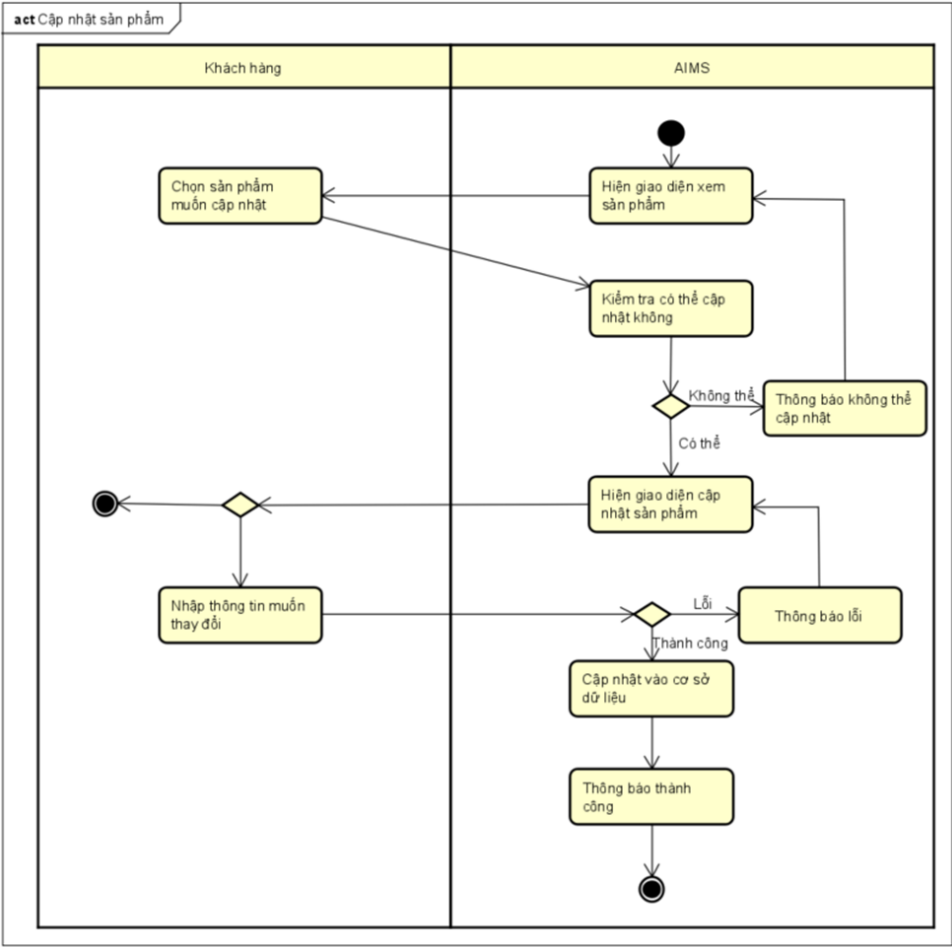 act Cập nhật sản phẩm
Khách hàng
AIMS
Chọn sản phẩm
muốn cập nhật
Hiện giao diện xem
sản phẩm
Kiểm tra có thể cập
nhật không
Không thể
Thông báo không thể
cập nhật
Có thể
Hiện giao diện cập
nhật sản phẩm
Nhập thông tin muốn
thay đổi
Lỗi
Thông báo lỗi
Thành công
Cập nhật vào cơ sở
dữ liệu
Thông báo thành
công